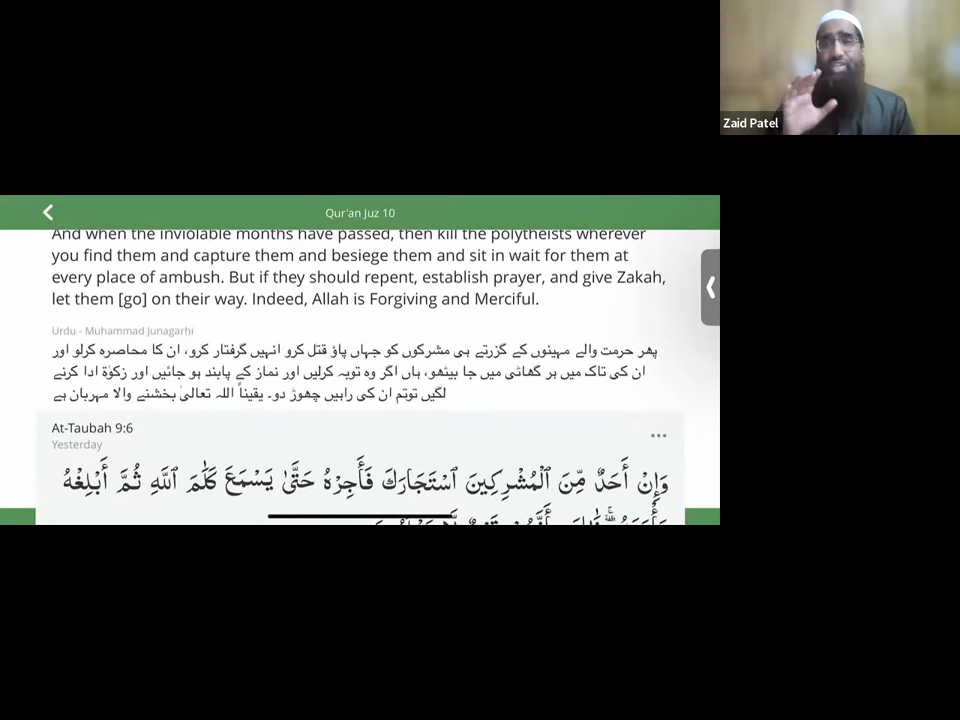 Zaid Patel
Qur'an Juz 10
And when the inviolable months have passed, then kill the polytheists wherever
you find them and capture them and besiege them and sit in wait for them at
every place of ambush. But if they should repent, establish prayer, and give Zakah,
let them [go] on their way. Indeed, Allah is Forgiving and Merciful.
Urdu - Muhammad Junagarhi
پھر حرمت والے مہینوں کے گزرتے ہی مشرکوں کو جہاں پاؤ قتل کرو انہیں گرفتار کرو، ان کا محاصره کرلو اور
ان کی تاک میں ہر گھاٹی میں جا بیٹھو، ہاں اگر وه توبہ کرلیں اور نماز کے پابند ہو جائیں اور زکوٰة ادا کرنے
لگیں توتم ان کی راہیں چھوڑ دو۔ یقیناً اللہ تعالیٰ بخشنے واﻻ مہربان ہے
At-Taubah 9:6
Yesterday
وَإِنْ أَحَدٌ مِّنَ ٱلْمُشْرِكِينَ ٱسْتَجَارَكَ فَأَجِرْهُ حَتَّىٰ يَسْمَعَ كَلَٰمَ ٱللَّهِ ثُمَّ أَبْلِغْهُ